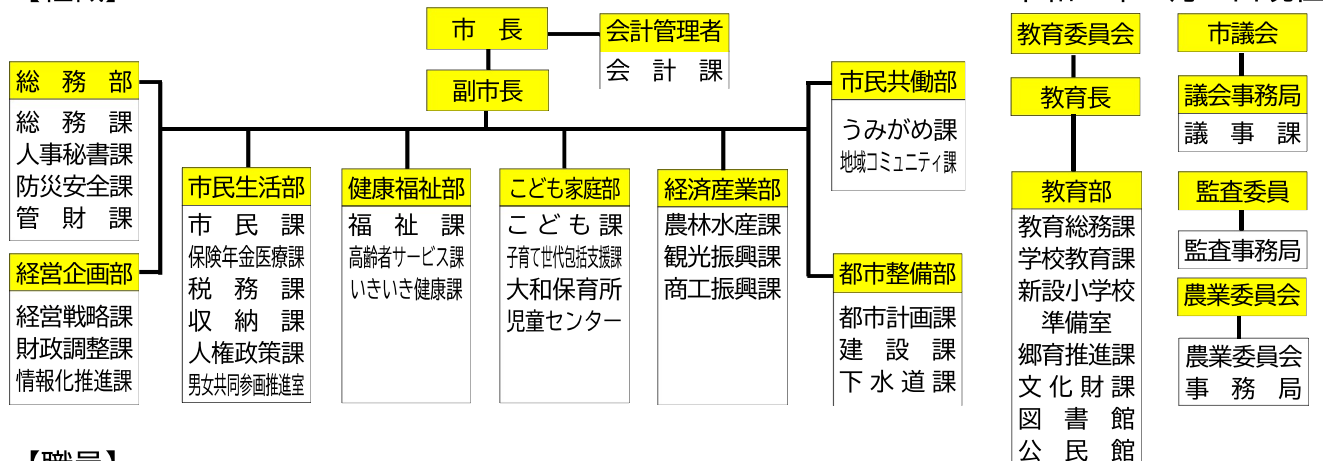 市長
会計管理者
会計課
副市長
総務部
総務課
人事秘書課
防災安全課
管財課
経営企画部
経営戦略課
財政調整課
情報化推進課
市民生活部
市民課
保険年金医療課
税務課
収納課
人権政策課
男女共同参画推進室
健康福祉部
福祉課
高齢者サービス課
いきいき健康課
こども家庭部
こども課
子育て世代包括支援課
大和保育所
児童センター
経済産業部
農林水産課
観光振興課
商工振興課
市民共働部
うみがめ課
地域コミュニティ課
都市整備部
都市計画課
建設課
下水道課
教育委員会
教育長
教育部
教育総務課
学校教育課
新設小学校
準備室
郷育推進課
文化財課
図書館
公民館
市議会
議会事務局
議事課
監査委員
監査事務局
農業委員会
農業委員会
事務局
【職員】